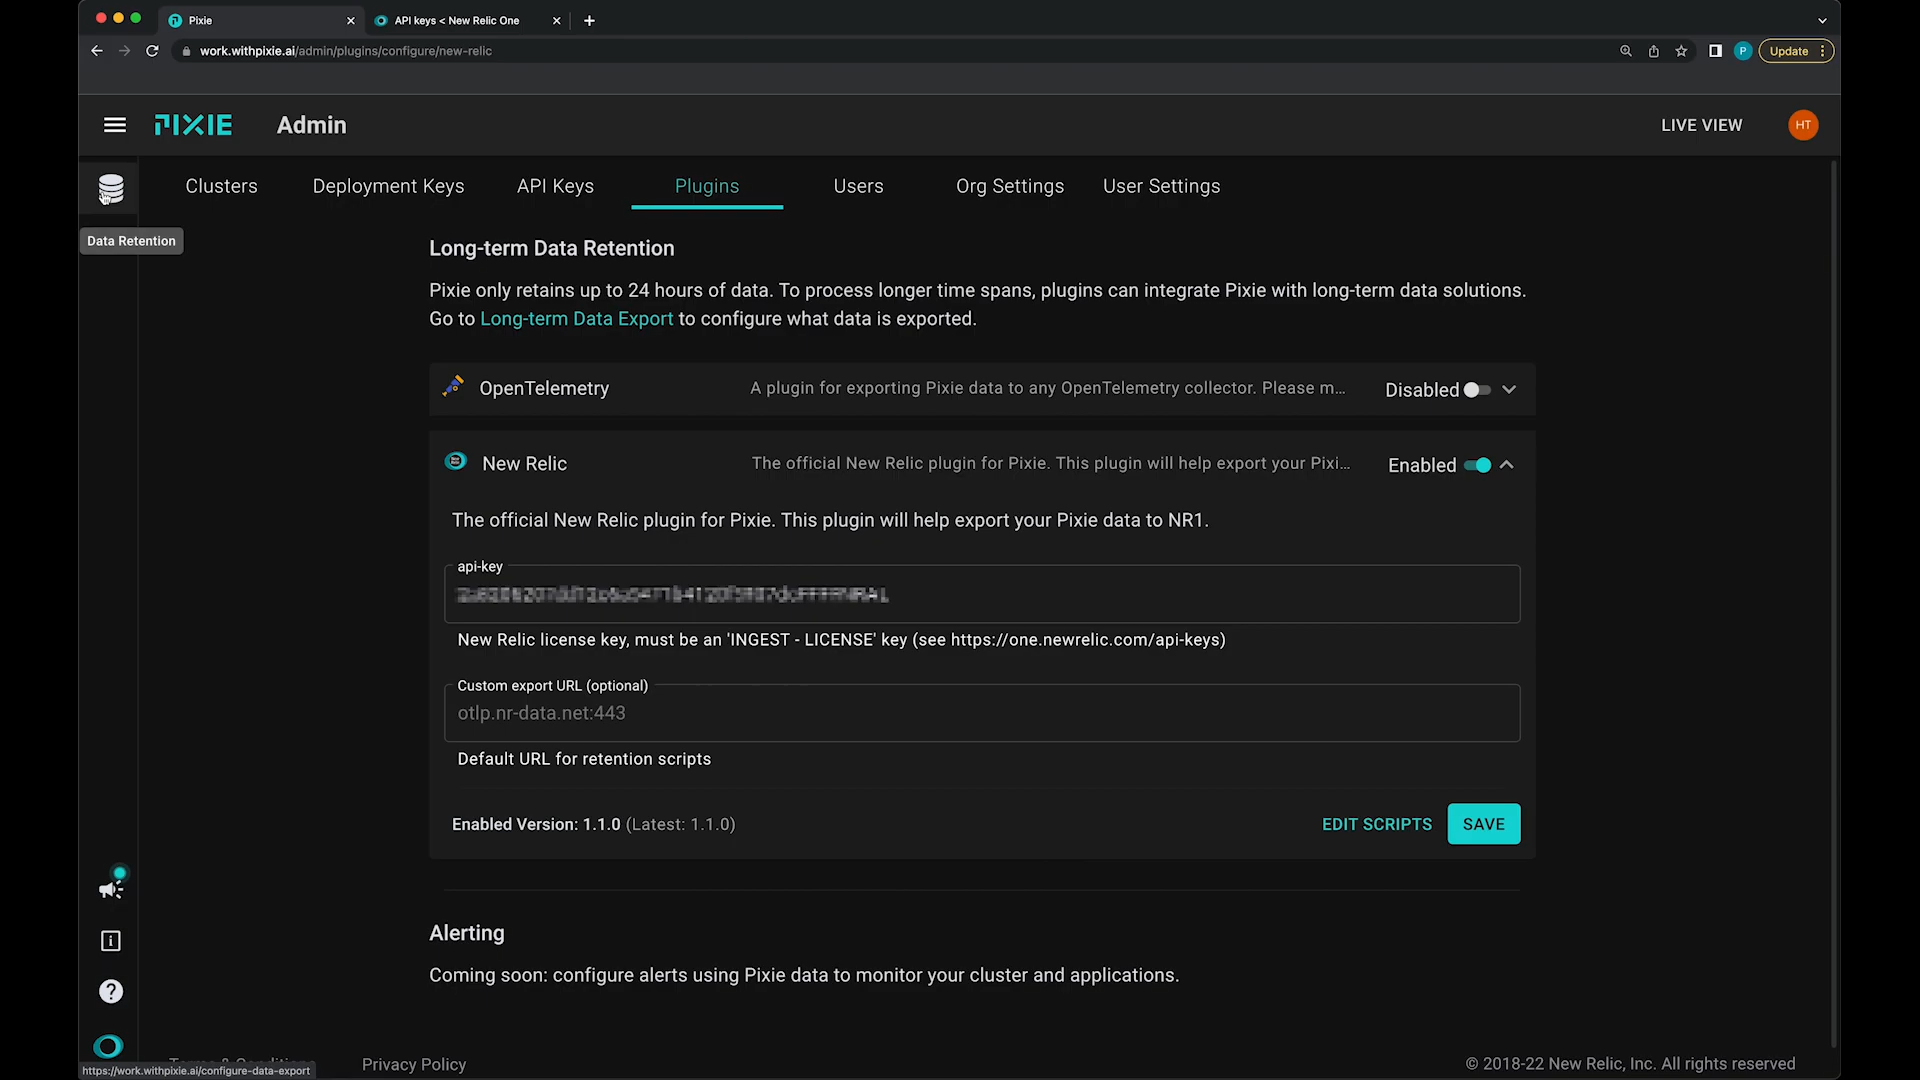 Pixie
API keys < New Relic One
work.withpixie.ai/admin/plugins/configure/new-relic
P
Update
PIXIE
Admin
LIVE VIEW
HT
Clusters
Deployment Keys
API Keys
Plugins
Users
Org Settings
User Settings
Data Retention
Long-term Data Retention
Pixie only retains up to 24 hours of data. To process longer time spans, plugins can integrate Pixie with long-term data solutions.
Go to Long-term Data Export to configure what data is exported.
OpenTelemetry
A plugin for exporting Pixie data to any OpenTelemetry collector. Please m...
Disabled
New Relic
The official New Relic plugin for Pixie. This plugin will help export your Pixi...
Enabled
The official New Relic plugin for Pixie. This plugin will help export your Pixie data to NR1.
api-key
New Relic license key, must be an 'INGEST - LICENSE' key (see https://one.newrelic.com/api-keys)
Custom export URL (optional)
otlp.nr-data.net:443
Default URL for retention scripts
Enabled Version: 1.1.0 (Latest: 1.1.0)
EDIT SCRIPTS
SAVE
Alerting
Coming soon: configure alerts using Pixie data to monitor your cluster and applications.
Terms & Conditions
Privacy Policy
© 2018-22 New Relic, Inc. All rights reserved
https://work.withpixie.ai/configure-data-export